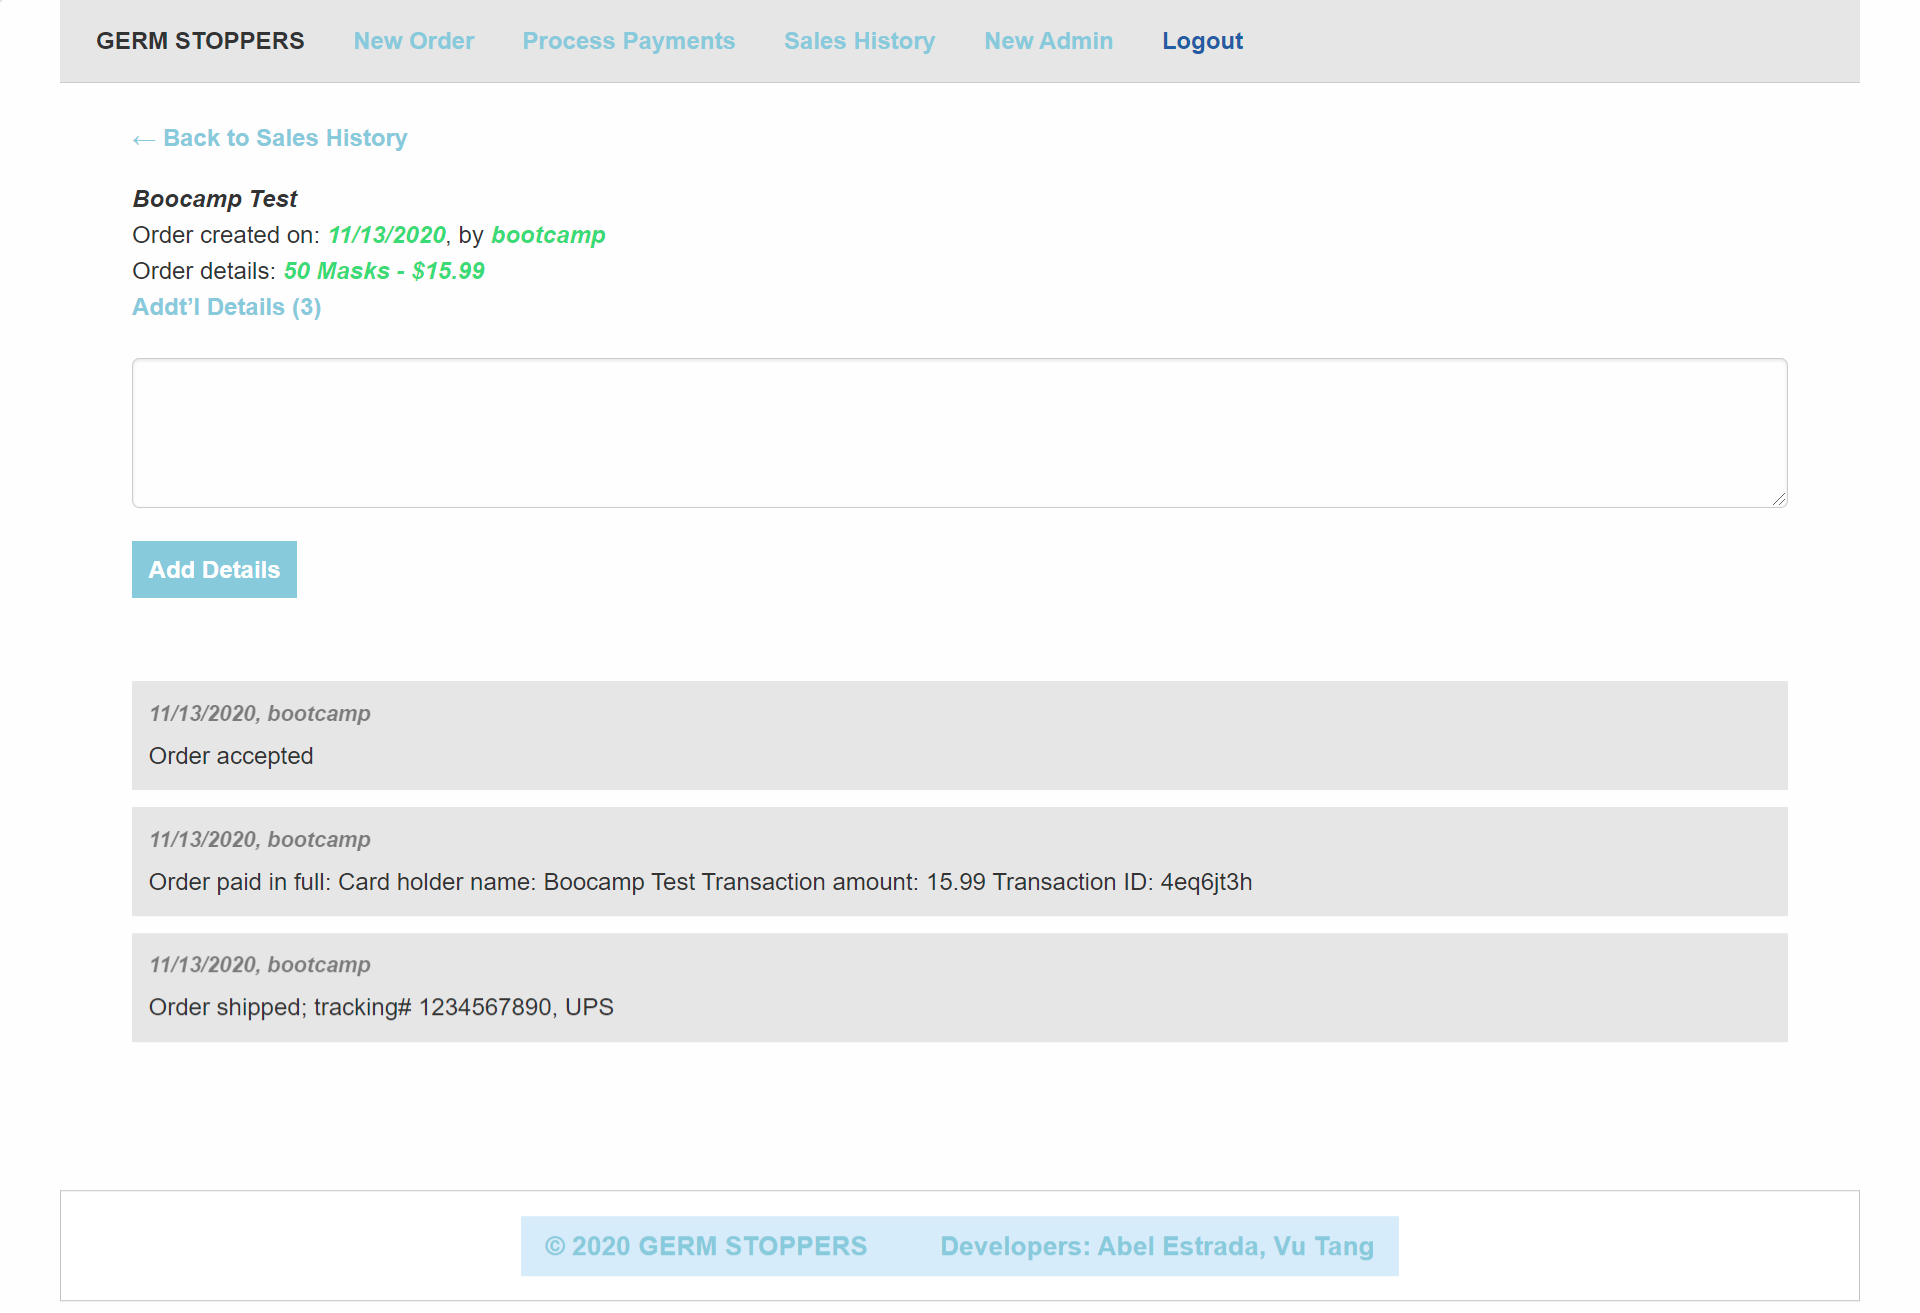 GERM STOPPERS New Order Process Payments Sales History New Admin Logout
← Back to Sales History
Boocamp Test
Order created on: 11/13/2020, by bootcamp
Order details: 50 Masks - $15.99
Addt’l Details (3)
Add Details
11/13/2020, bootcamp
Order accepted
11/13/2020, bootcamp
Order paid in full: Card holder name: Boocamp Test Transaction amount: 15.99 Transaction ID: 4eq6jt3h
11/13/2020, bootcamp
Order shipped; tracking# 1234567890, UPS
© 2020 GERM STOPPERS Developers: Abel Estrada, Vu Tang